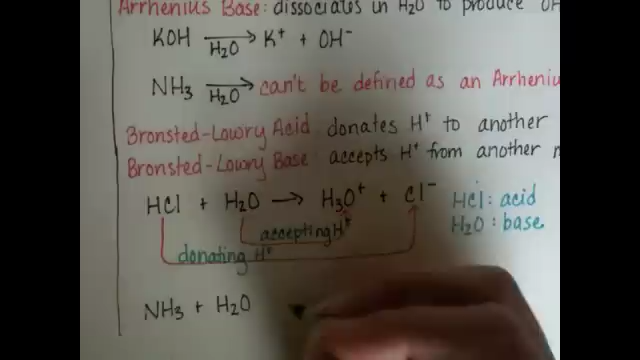 Arrhenius Base: dissociates in H₂O to produce OH
KOH ⟶ K⁺ + OH⁻
H₂O
NH₃ ⟶ can't be defined as an Arrheniu
H₂O
Bronsted-Lowry Acid: donates H⁺ to another
Bronsted-Lowry Base: accepts H⁺ from another
HCl + H₂O → H₃O⁺ + Cl⁻ HCl: acid
H₂O: base
accepting H⁺
donating H⁺
NH₃ + H₂O